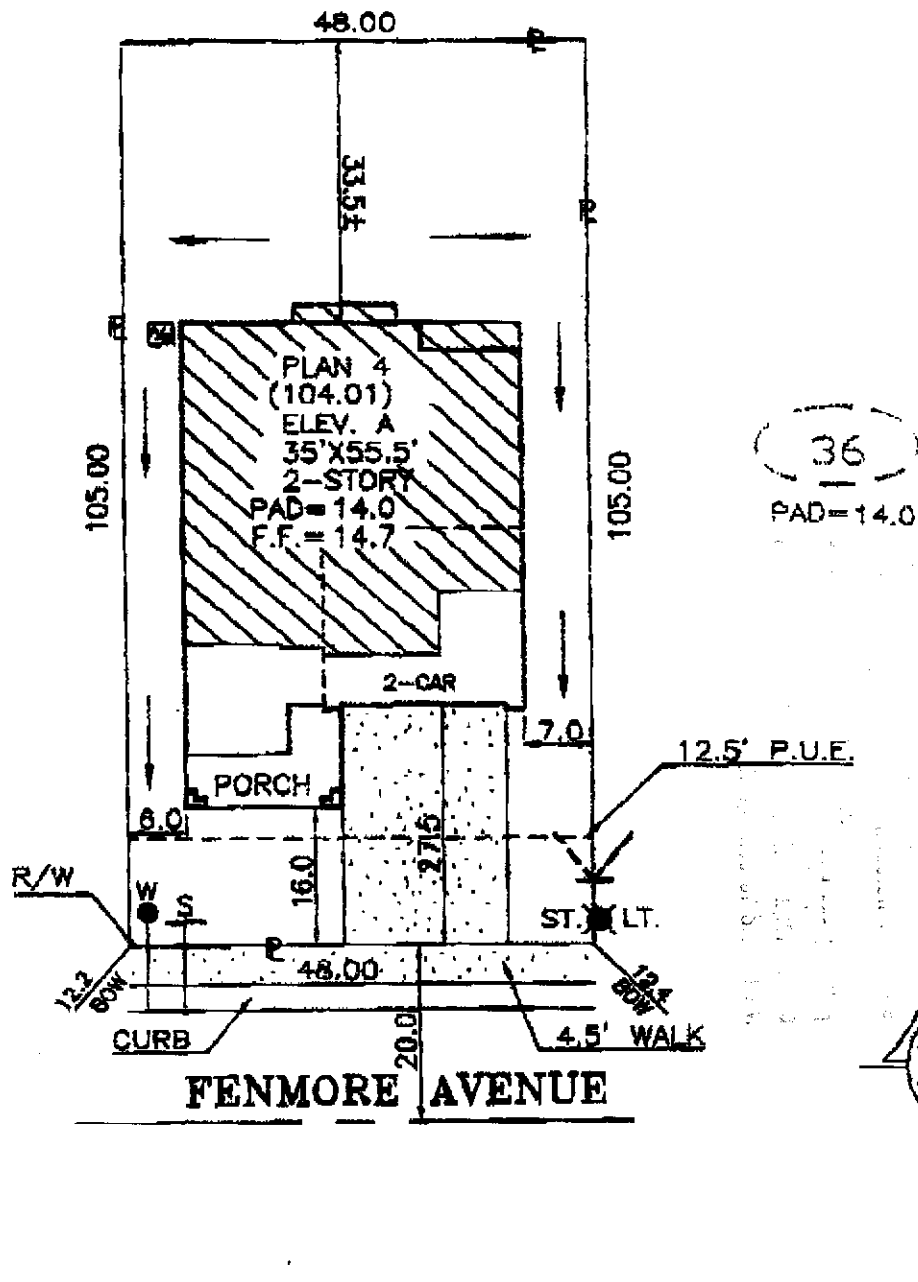 48.00
33.5±
105.00
PLAN 4
(104.01)
ELEV. A
35'X55.5'
2-STORY
PAD=14.0
F.F.=14.7
105.00
36
PAD=14.0
2-CAR
7.0
12.5' P.U.E.
PORCH
6.0
27.5
16.0
R/W
W
S
ST. LT.
48.00
12.2
BOW
12.4
BOW
CURB
20.0
4.5' WALK
FENMORE AVENUE